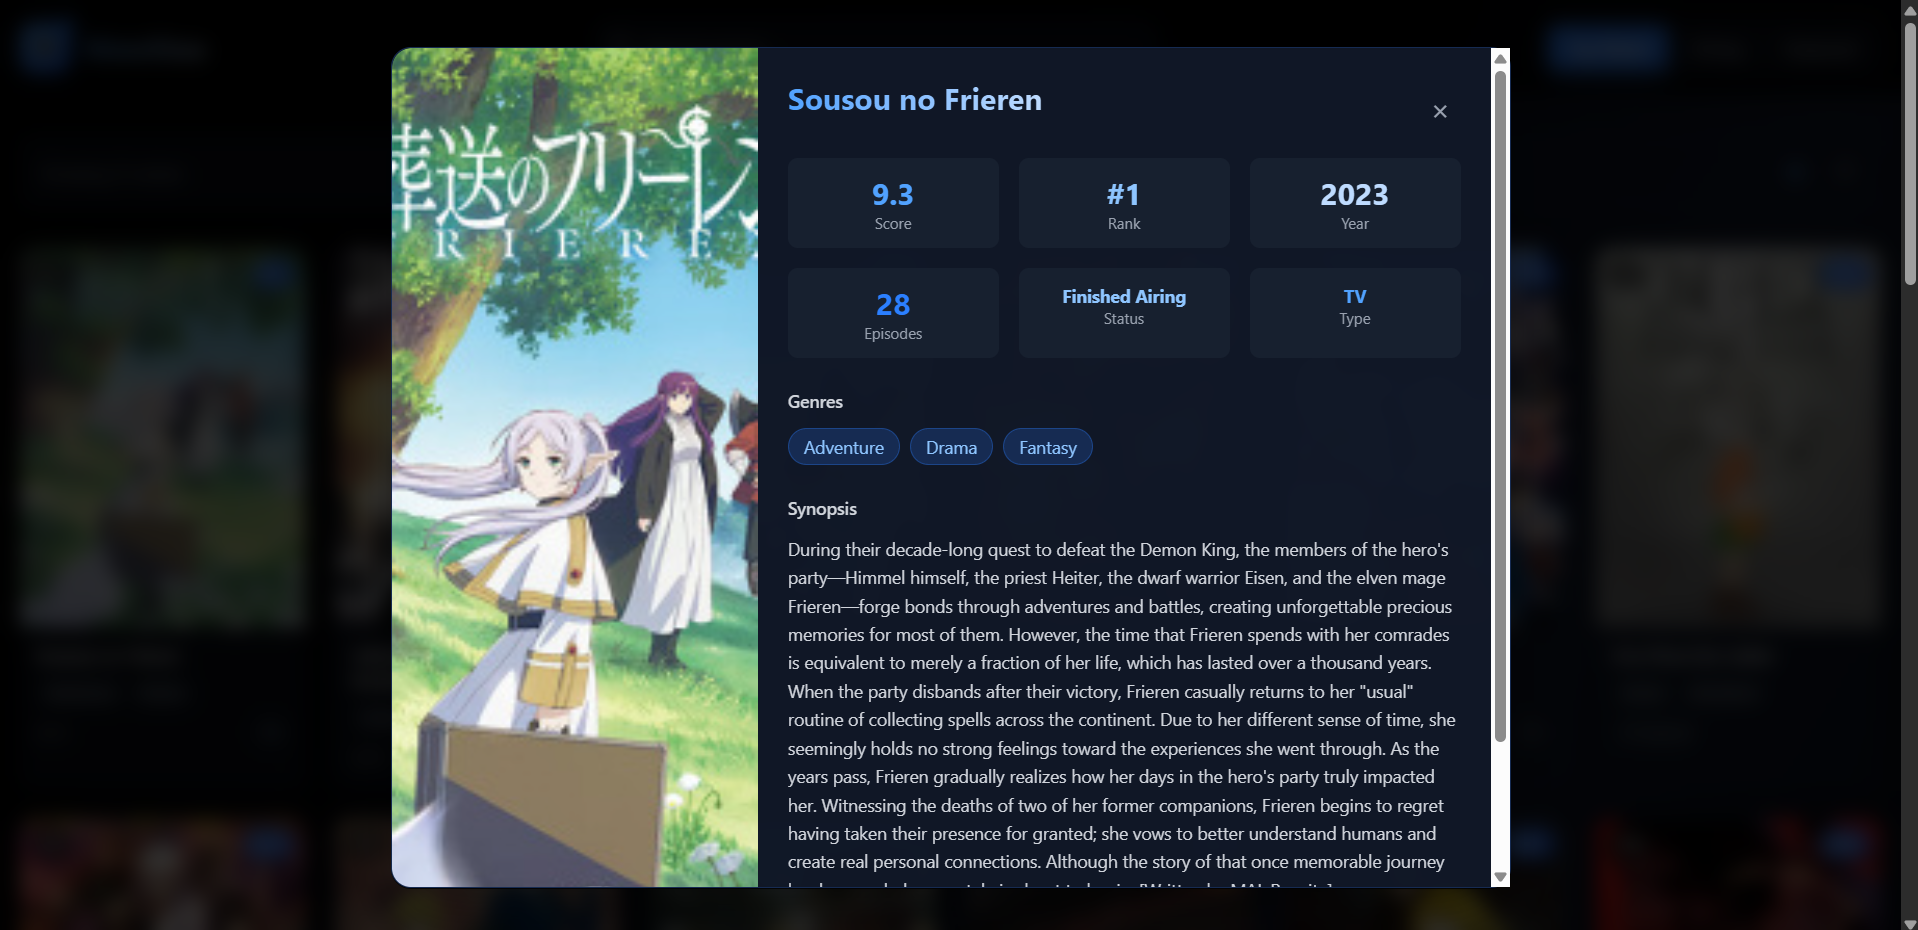 葬送のフリーレン
FRIEREN
Sousou no Frieren
×
9.3
Score
#1
Rank
2023
Year
28
Episodes
Finished Airing
Status
TV
Type
Genres
Adventure
Drama
Fantasy
Synopsis
During their decade-long quest to defeat the Demon King, the members of the hero's
party—Himmel himself, the priest Heiter, the dwarf warrior Eisen, and the elven mage
Frieren—forge bonds through adventures and battles, creating unforgettable precious
memories for most of them. However, the time that Frieren spends with her comrades
is equivalent to merely a fraction of her life, which has lasted over a thousand years.
When the party disbands after their victory, Frieren casually returns to her "usual"
routine of collecting spells across the continent. Due to her different sense of time, she
seemingly holds no strong feelings toward the experiences she went through. As the
years pass, Frieren gradually realizes how her days in the hero's party truly impacted
her. Witnessing the deaths of two of her former companions, Frieren begins to regret
having taken their presence for granted; she vows to better understand humans and
create real personal connections. Although the story of that once memorable journey